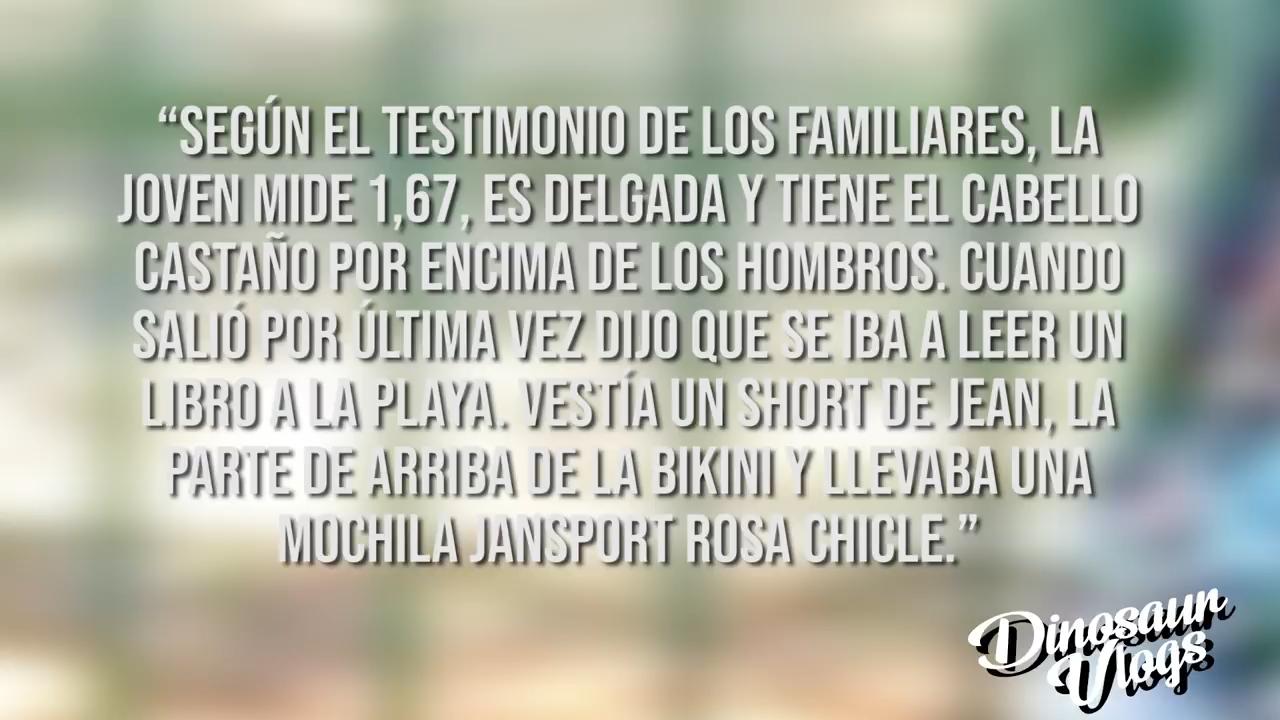 “SEGÚN EL TESTIMONIO DE LOS FAMILIARES, LA
JOVEN MIDE 1,67, ES DELGADA Y TIENE EL CABELLO
CASTAÑO POR ENCIMA DE LOS HOMBROS. CUANDO
SALIÓ POR ÚLTIMA VEZ DIJO QUE SE IBA A LEER UN
LIBRO A LA PLAYA. VESTÍA UN SHORT DE JEAN, LA
PARTE DE ARRIBA DE LA BIKINI Y LLEVABA UNA
MOCHILA JANSPORT ROSA CHICLE.”
Dinosaur
Vlogs